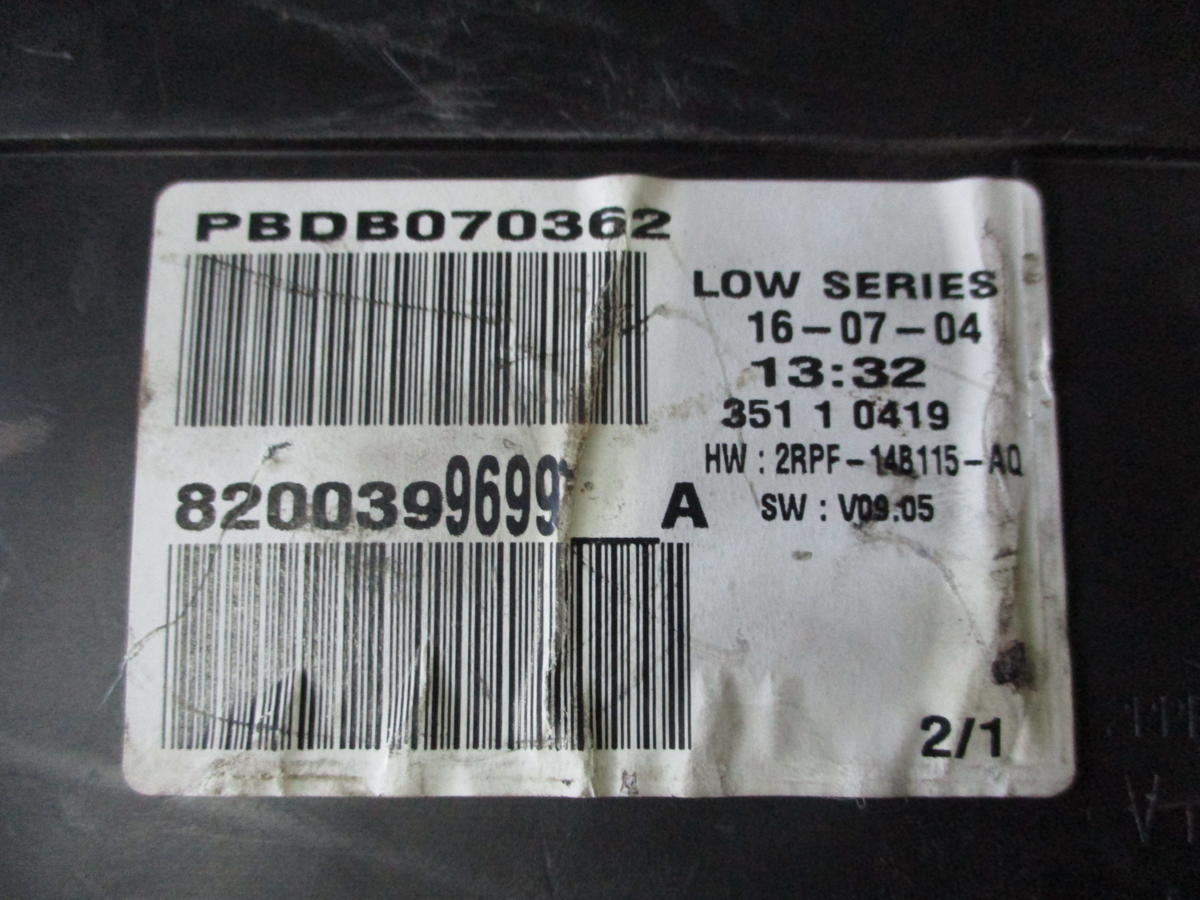 PBDB070362
LOW SERIES
16-07-04
13:32
351 1 0419
HW : 2RPF-14B115-AQ
SW : V09.05
8200399699 A
2/1